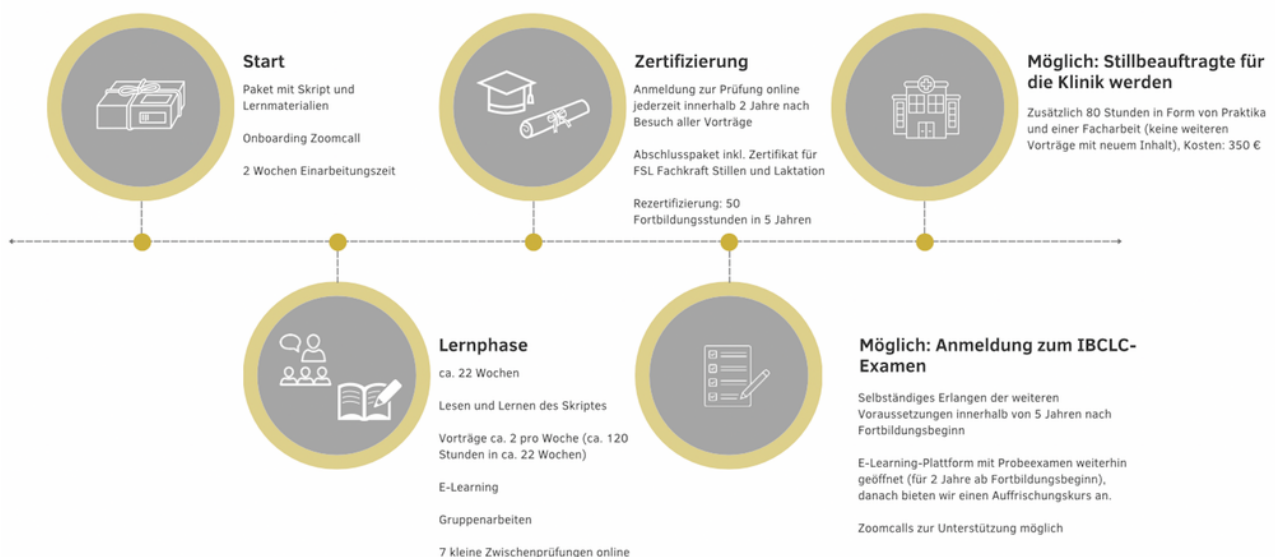 Start
Paket mit Skript und
Lernmaterialien
Onboarding Zoomcall
2 Wochen Einarbeitungszeit
Lernphase
ca. 22 Wochen
Lesen und Lernen des Skriptes
Vorträge ca. 2 pro Woche (ca. 120
Stunden in ca. 22 Wochen)
E-Learning
Gruppenarbeiten
7 kleine Zwischenprüfungen online
Zertifizierung
Anmeldung zur Prüfung online
jederzeit innerhalb 2 Jahre nach
Besuch aller Vorträge
Abschlusspaket inkl. Zertifikat für
FSL Fachkraft Stillen und Laktation
Rezertifizierung: 50
Fortbildungsstunden in 5 Jahren
Möglich: Anmeldung zum IBCLC-
Examen
Selbständiges Erlangen der weiteren
Voraussetzungen innerhalb von 5 Jahren nach
Fortbildungsbeginn
E-Learning-Plattform mit Probeexamen weiterhin
geöffnet (für 2 Jahre ab Fortbildungsbeginn),
danach bieten wir einen Auffrischungskurs an.
Zoomcalls zur Unterstützung möglich
Möglich: Stillbeauftragte für
die Klinik werden
Zusätzlich 80 Stunden in Form von Praktika
und einer Facharbeit (keine weiteren
Vorträge mit neuem Inhalt), Kosten: 350 €